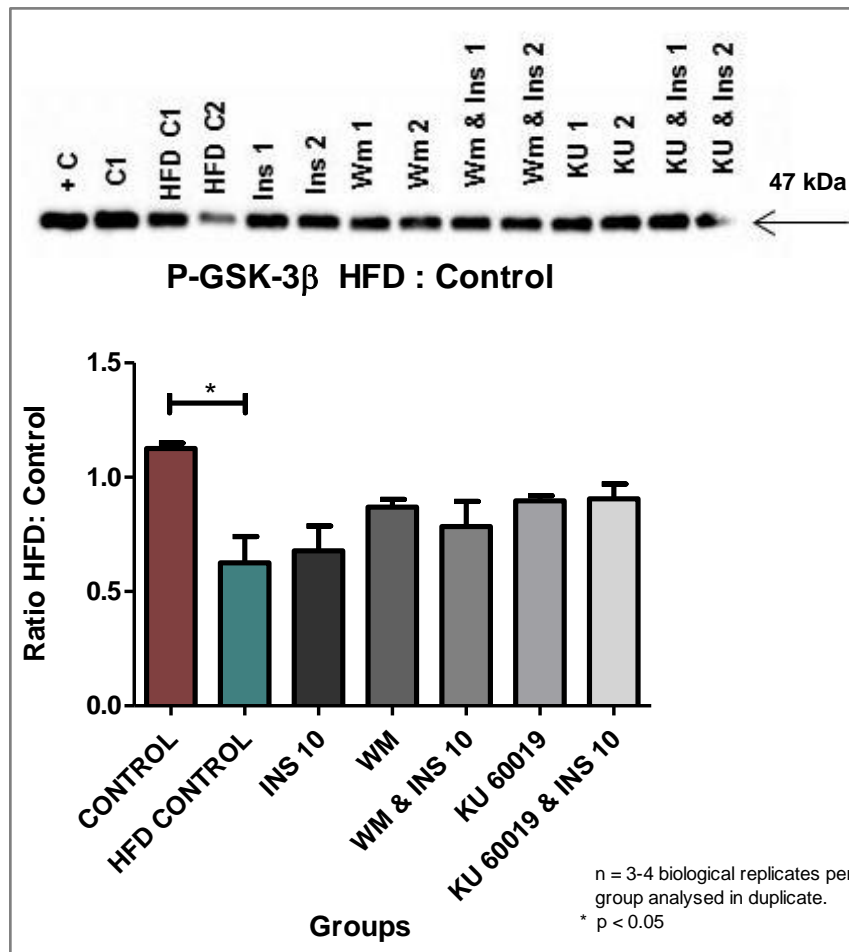 + C
C1
HFD C1
HFD C2
Ins 1
Ins 2
Wm 1
Wm 2
Wm & Ins 1
Wm & Ins 2
KU 1
KU 2
KU & Ins 1
KU & Ins 2
47 kDa
P-GSK-3β HFD : Control
Ratio HFD: Control
1.5
1.0
0.5
0.0
*
CONTROL
HFD CONTROL
INS 10
WM
WM & INS 10
KU 60019
KU 60019 & INS 10
Groups
n = 3-4 biological replicates per
group analysed in duplicate.
* p < 0.05